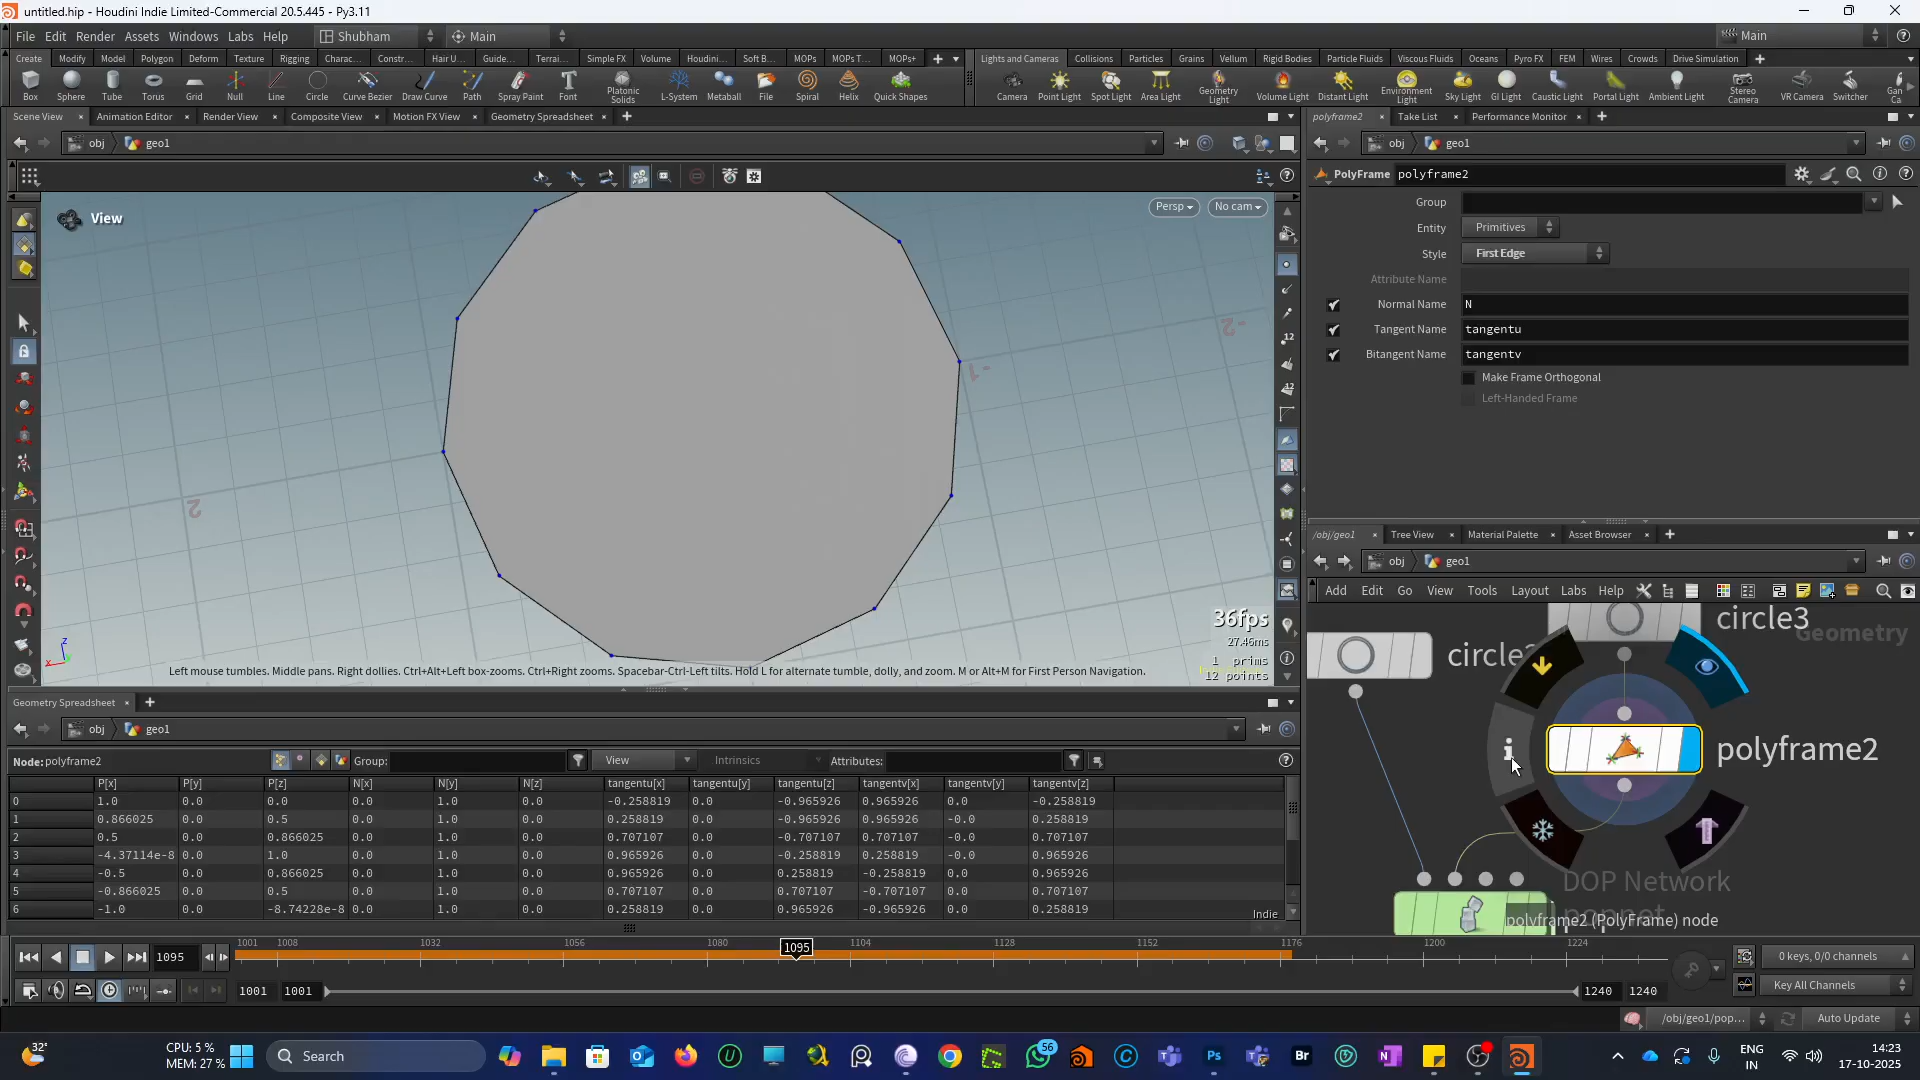 untitled.hip - Houdini Indie Limited-Commercial 20.5.445 - Py3.11
File Edit Render Assets Windows Labs Help Shubham Main Main
Create Modify Model Polygon Deform Texture Rigging Charac... Constr... Hair U... Guide... Terrai... Simple FX Volume Houdini... Soft B... MOPs MOPs T... MOPs+ Lights and Cameras Collisions Particles Grains Vellum Rigid Bodies Particle Fluids Viscous Fluids Oceans Pyro FX FEM Wires Crowds Drive Simulation
Box Sphere Tube Torus Grid Null Line Circle Curve Bezier Draw Curve Path Spray Paint Font Platonic Solids L-System Metaball File Spiral Helix Quick Shapes Camera Point Light Spot Light Area Light Geometry Light Volume Light Distant Light Environment Light Sky Light GI Light Caustic Light Portal Light Ambient Light Stereo Camera VR Camera Switcher
Scene View Animation Editor Render View Composite View Motion FX View Geometry Spreadsheet polyframe2 Take List Performance Monitor
obj geo1 obj geo1
PolyFrame polyframe2
View Persp No cam
Group
Entity Primitives
Style First Edge
Attribute Name
Normal Name N
Tangent Name tangentu
Bitangent Name tangentv
Make Frame Orthogonal
Left-Handed Frame
-2
-1
2
36fps
27.46ms
1 prims
12 points
Left mouse tumbles. Middle pans. Right dollies. Ctrl+Alt+Left box-zooms. Ctrl+Right zooms. Spacebar-Ctrl-Left tilts. Hold L for alternate tumble, dolly, and zoom. M or Alt+M for First Person Navigation.
z
x
/obj/geo1 Tree View Material Palette Asset Browser
obj geo1
Add Edit Go View Tools Layout Labs Help
circle3
Geometry
polyframe2
DOP Network
polyframe2 (PolyFrame) node
Geometry Spreadsheet
obj geo1
Node: polyframe2 Group: View Intrinsics Attributes:
P[x] P[y] P[z] N[x] N[y] N[z] tangentu[x] tangentu[y] tangentu[z] tangentv[x] tangentv[y] tangentv[z]
0 1.0 0.0 0.0 0.0 1.0 0.0 -0.258819 0.0 -0.965926 0.965926 0.0 -0.258819
1 0.866025 0.0 0.5 0.0 1.0 0.0 0.258819 0.0 -0.965926 0.965926 -0.0 0.258819
2 0.5 0.0 0.866025 0.0 1.0 0.0 0.707107 0.0 -0.707107 0.707107 -0.0 0.707107
3 -4.37114e-8 0.0 1.0 0.0 1.0 0.0 0.965926 0.0 -0.258819 0.258819 -0.0 0.965926
4 -0.5 0.0 0.866025 0.0 1.0 0.0 0.965926 0.0 0.258819 -0.258819 0.0 0.965926
5 -0.866025 0.0 0.5 0.0 1.0 0.0 0.707107 0.0 0.707107 -0.707107 0.0 0.707107
6 -1.0 0.0 -8.74228e-8 0.0 1.0 0.0 0.258819 0.0 0.965926 -0.965926 0.0 0.258819
Indie
1095 1001 1008 1032 1056 1080 1095 1104 1128 1152 1176 1200 1224
0 keys, 0/0 channels
1001 1001 1240 1240
Key All Channels
/obj/geo1/pop... Auto Update
32° CPU: 5 % MEM: 27 % Search 56 ENG IN 14:23 17-10-2025